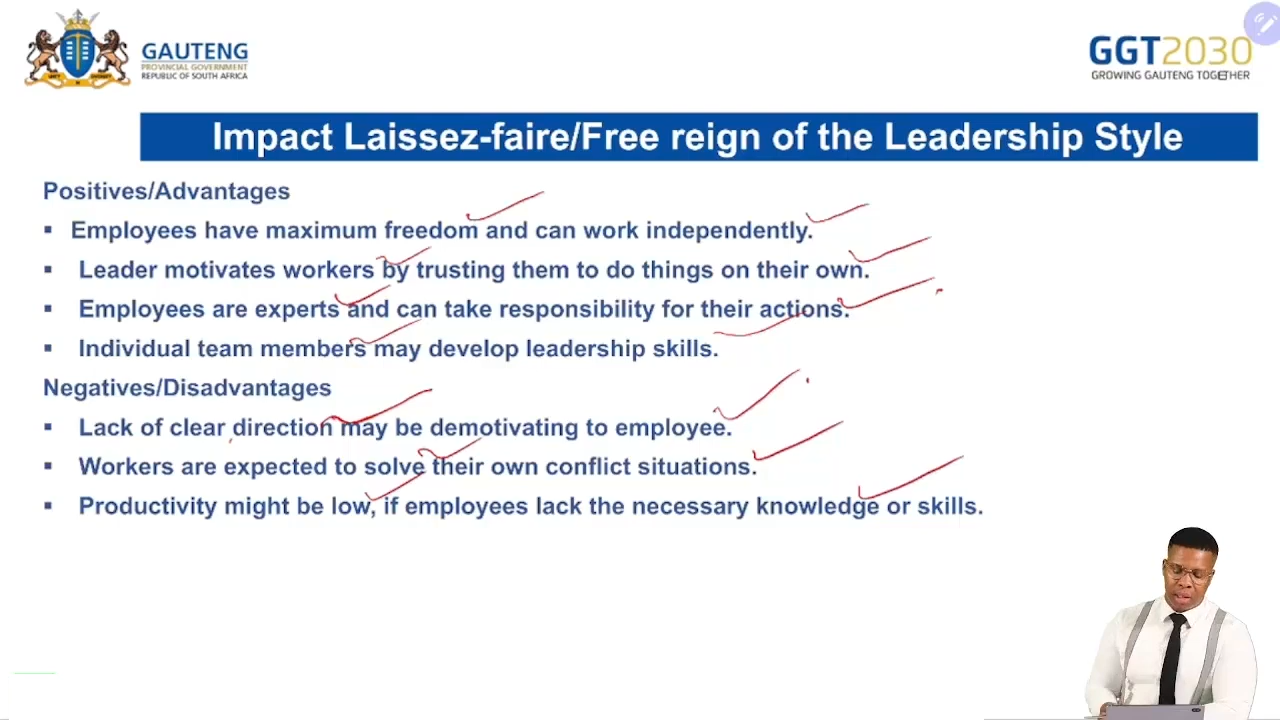 GAUTENG
PROVINCIAL GOVERNMENT
REPUBLIC OF SOUTH AFRICA
GGT2030
GROWING GAUTENG TOGETHER
Impact Laissez-faire/Free reign of the Leadership Style
Positives/Advantages
▪ Employees have maximum freedom and can work independently.
▪ Leader motivates workers by trusting them to do things on their own.
▪ Employees are experts and can take responsibility for their actions.
▪ Individual team members may develop leadership skills.
Negatives/Disadvantages
▪ Lack of clear direction may be demotivating to employee.
▪ Workers are expected to solve their own conflict situations.
▪ Productivity might be low, if employees lack the necessary knowledge or skills.